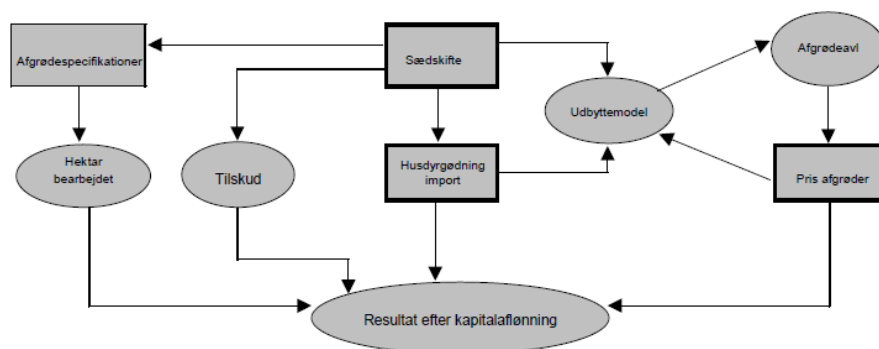 Afgrødespecifikationer
Sædskifte
Afgrødeavl
Udbyttemodel
Hektar
bearbejdet
Tilskud
Husdyrgødning
import
Pris afgrøder
Resultat efter kapitalaflønning